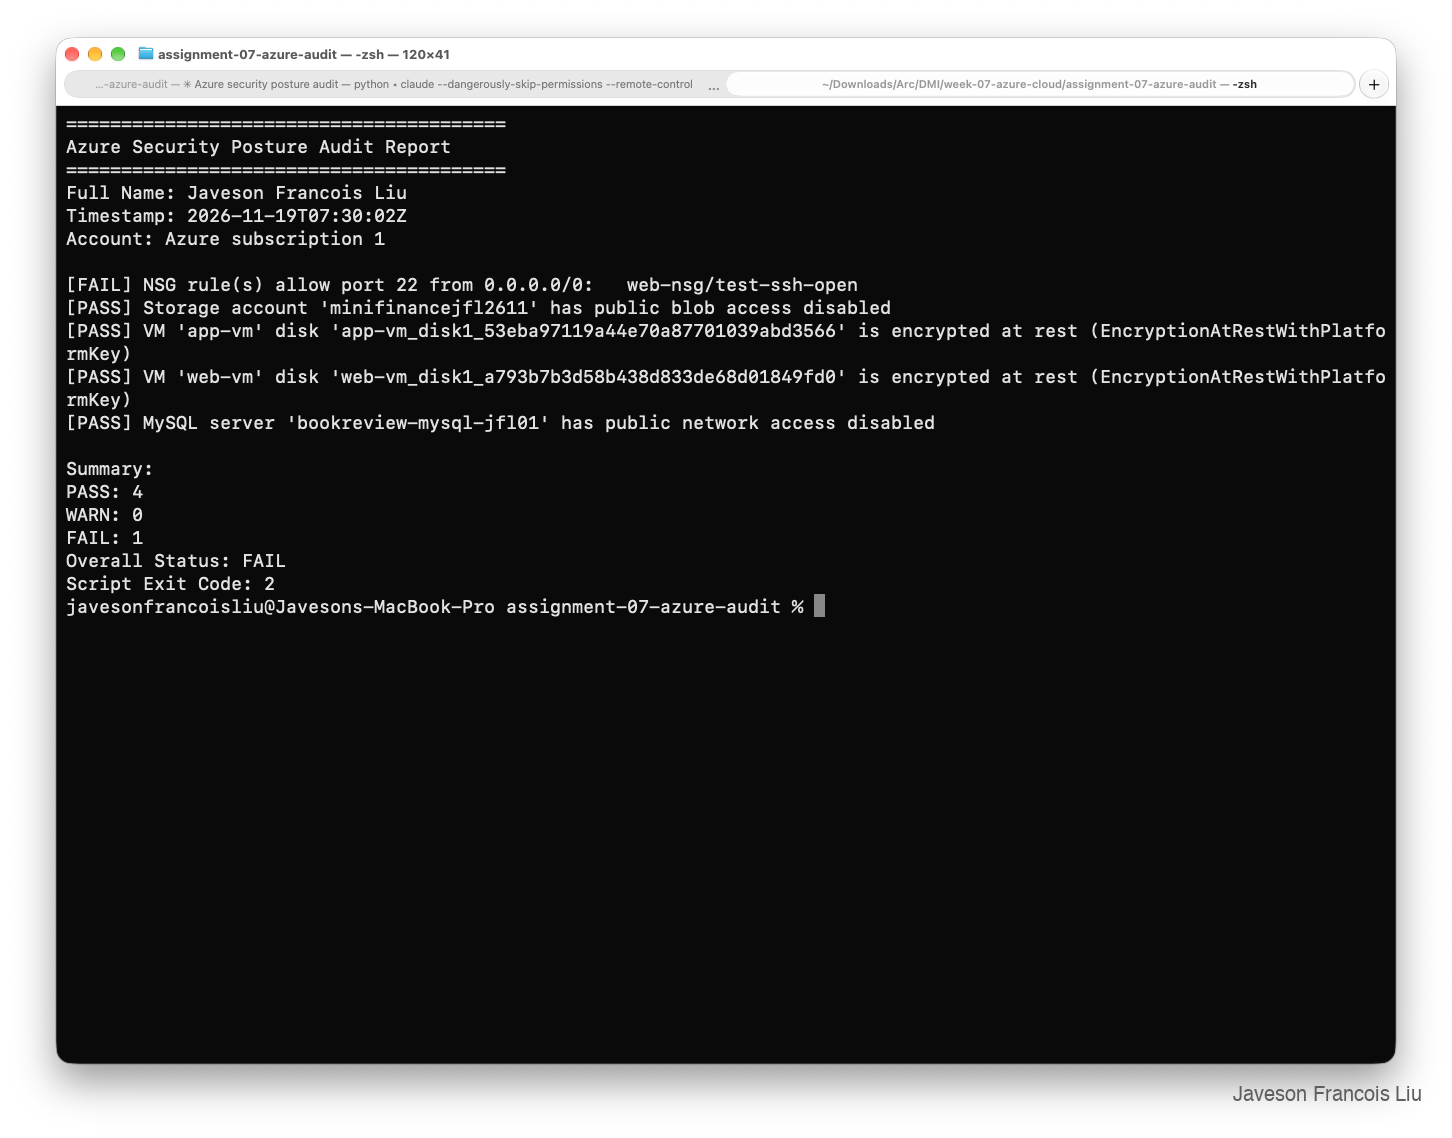 assignment-07-azure-audit — -zsh — 120×41
...-azure-audit — ✳ Azure security posture audit — python • claude --dangerously-skip-permissions --remote-control ...
~/Downloads/Arc/DMI/week-07-azure-cloud/assignment-07-azure-audit — -zsh
+
========================================
Azure Security Posture Audit Report
========================================
Full Name: Javeson Francois Liu
Timestamp: 2026-11-19T07:30:02Z
Account: Azure subscription 1
[FAIL] NSG rule(s) allow port 22 from 0.0.0.0/0:   web-nsg/test-ssh-open
[PASS] Storage account 'minifinancejfl2611' has public blob access disabled
[PASS] VM 'app-vm' disk 'app-vm_disk1_53eba97119a44e70a87701039abd3566' is encrypted at rest (EncryptionAtRestWithPlatfo
rmKey)
[PASS] VM 'web-vm' disk 'web-vm_disk1_a793b7b3d58b438d833de68d01849fd0' is encrypted at rest (EncryptionAtRestWithPlatfo
rmKey)
[PASS] MySQL server 'bookreview-mysql-jfl01' has public network access disabled
Summary:
PASS: 4
WARN: 0
FAIL: 1
Overall Status: FAIL
Script Exit Code: 2
javesonfrancoisliu@Javesons-MacBook-Pro assignment-07-azure-audit %
Javeson Francois Liu